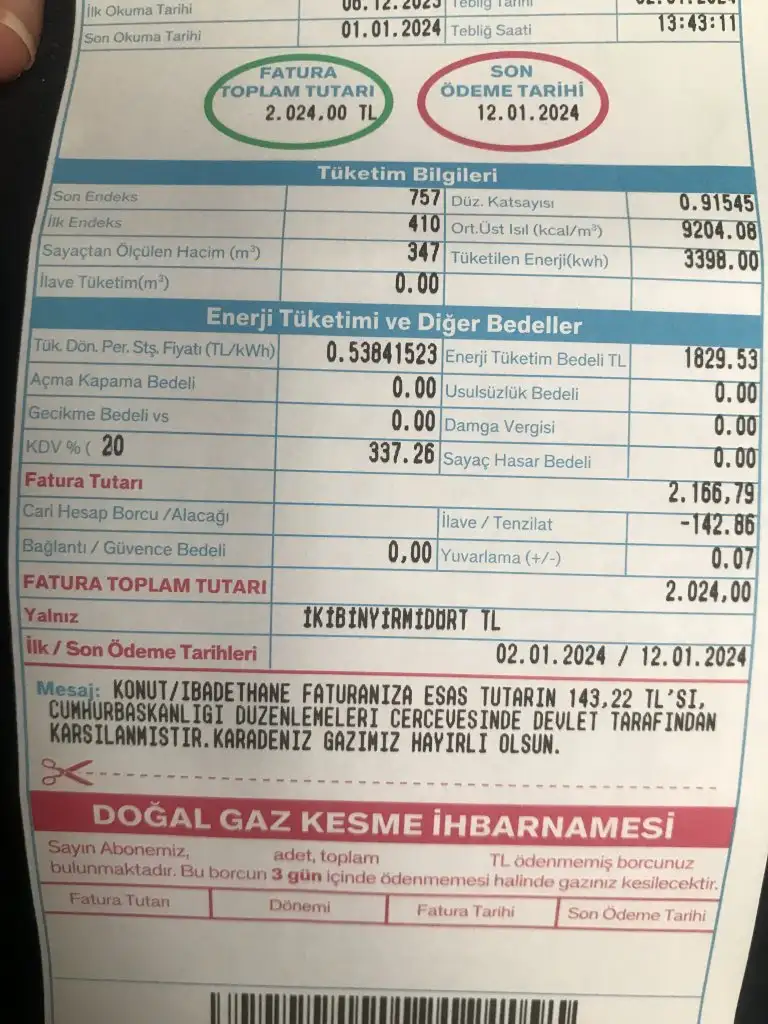 İlk Okuma Tarihi 06.12.2023 Tebliğ Tarihi 02.01.2024
Son Okuma Tarihi 01.01.2024 Tebliğ Saati 13:43:11
FATURA
TOPLAM TUTARI
2.024.00 TL
SON
ÖDEME TARİHİ
12.01.2024
Tüketim Bilgileri
Son Endeks 757 Düz. Katsayısı 0.91545
İlk Endeks 410 Ort.Üst Isıl (kcal/m³) 9204.08
Sayaçtan Ölçülen Hacim (m³) 347 Tüketilen Enerji(kwh) 3398.00
İlave Tüketim(m³) 0.00
Enerji Tüketimi ve Diğer Bedeller
Tük. Dön. Per. Stş. Fiyatı (TL/kWh) 0.53841523 Enerji Tüketim Bedeli TL 1829.53
Açma Kapama Bedeli 0.00 Usulsüzlük Bedeli 0.00
Gecikme Bedeli vs 0.00 Damga Vergisi 0.00
KDV % ( 20 337.26 Sayaç Hasar Bedeli 0.00
Fatura Tutarı 2.166,79
Cari Hesap Borcu /Alacağı İlave / Tenzilat -142.86
Bağlantı / Güvence Bedeli 0,00 Yuvarlama (+/-) 0.07
FATURA TOPLAM TUTARI 2.024,00
Yalnız İKİBİNYİRMİDÖRT TL
İlk / Son Ödeme Tarihleri 02.01.2024 / 12.01.2024
Mesaj: KONUT/IBADETHANE FATURANIZA ESAS TUTARIN 143,22 TL'SI,
CUMHURBASKANLIGI DUZENLEMELERI CERCEVESINDE DEVLET TARAFINDAN
KARSILANMISTIR.KARADENIZ GAZIMIZ HAYIRLI OLSUN.
DOĞAL GAZ KESME İHBARNAMESİ
Sayın Abonemiz, adet, toplam TL ödenmemiş borcunuz
bulunmaktadır. Bu borcun 3 gün içinde ödenmemesi halinde gazınız kesilecektir.
Fatura Tutarı Dönemi Fatura Tarihi Son Ödeme Tarihi